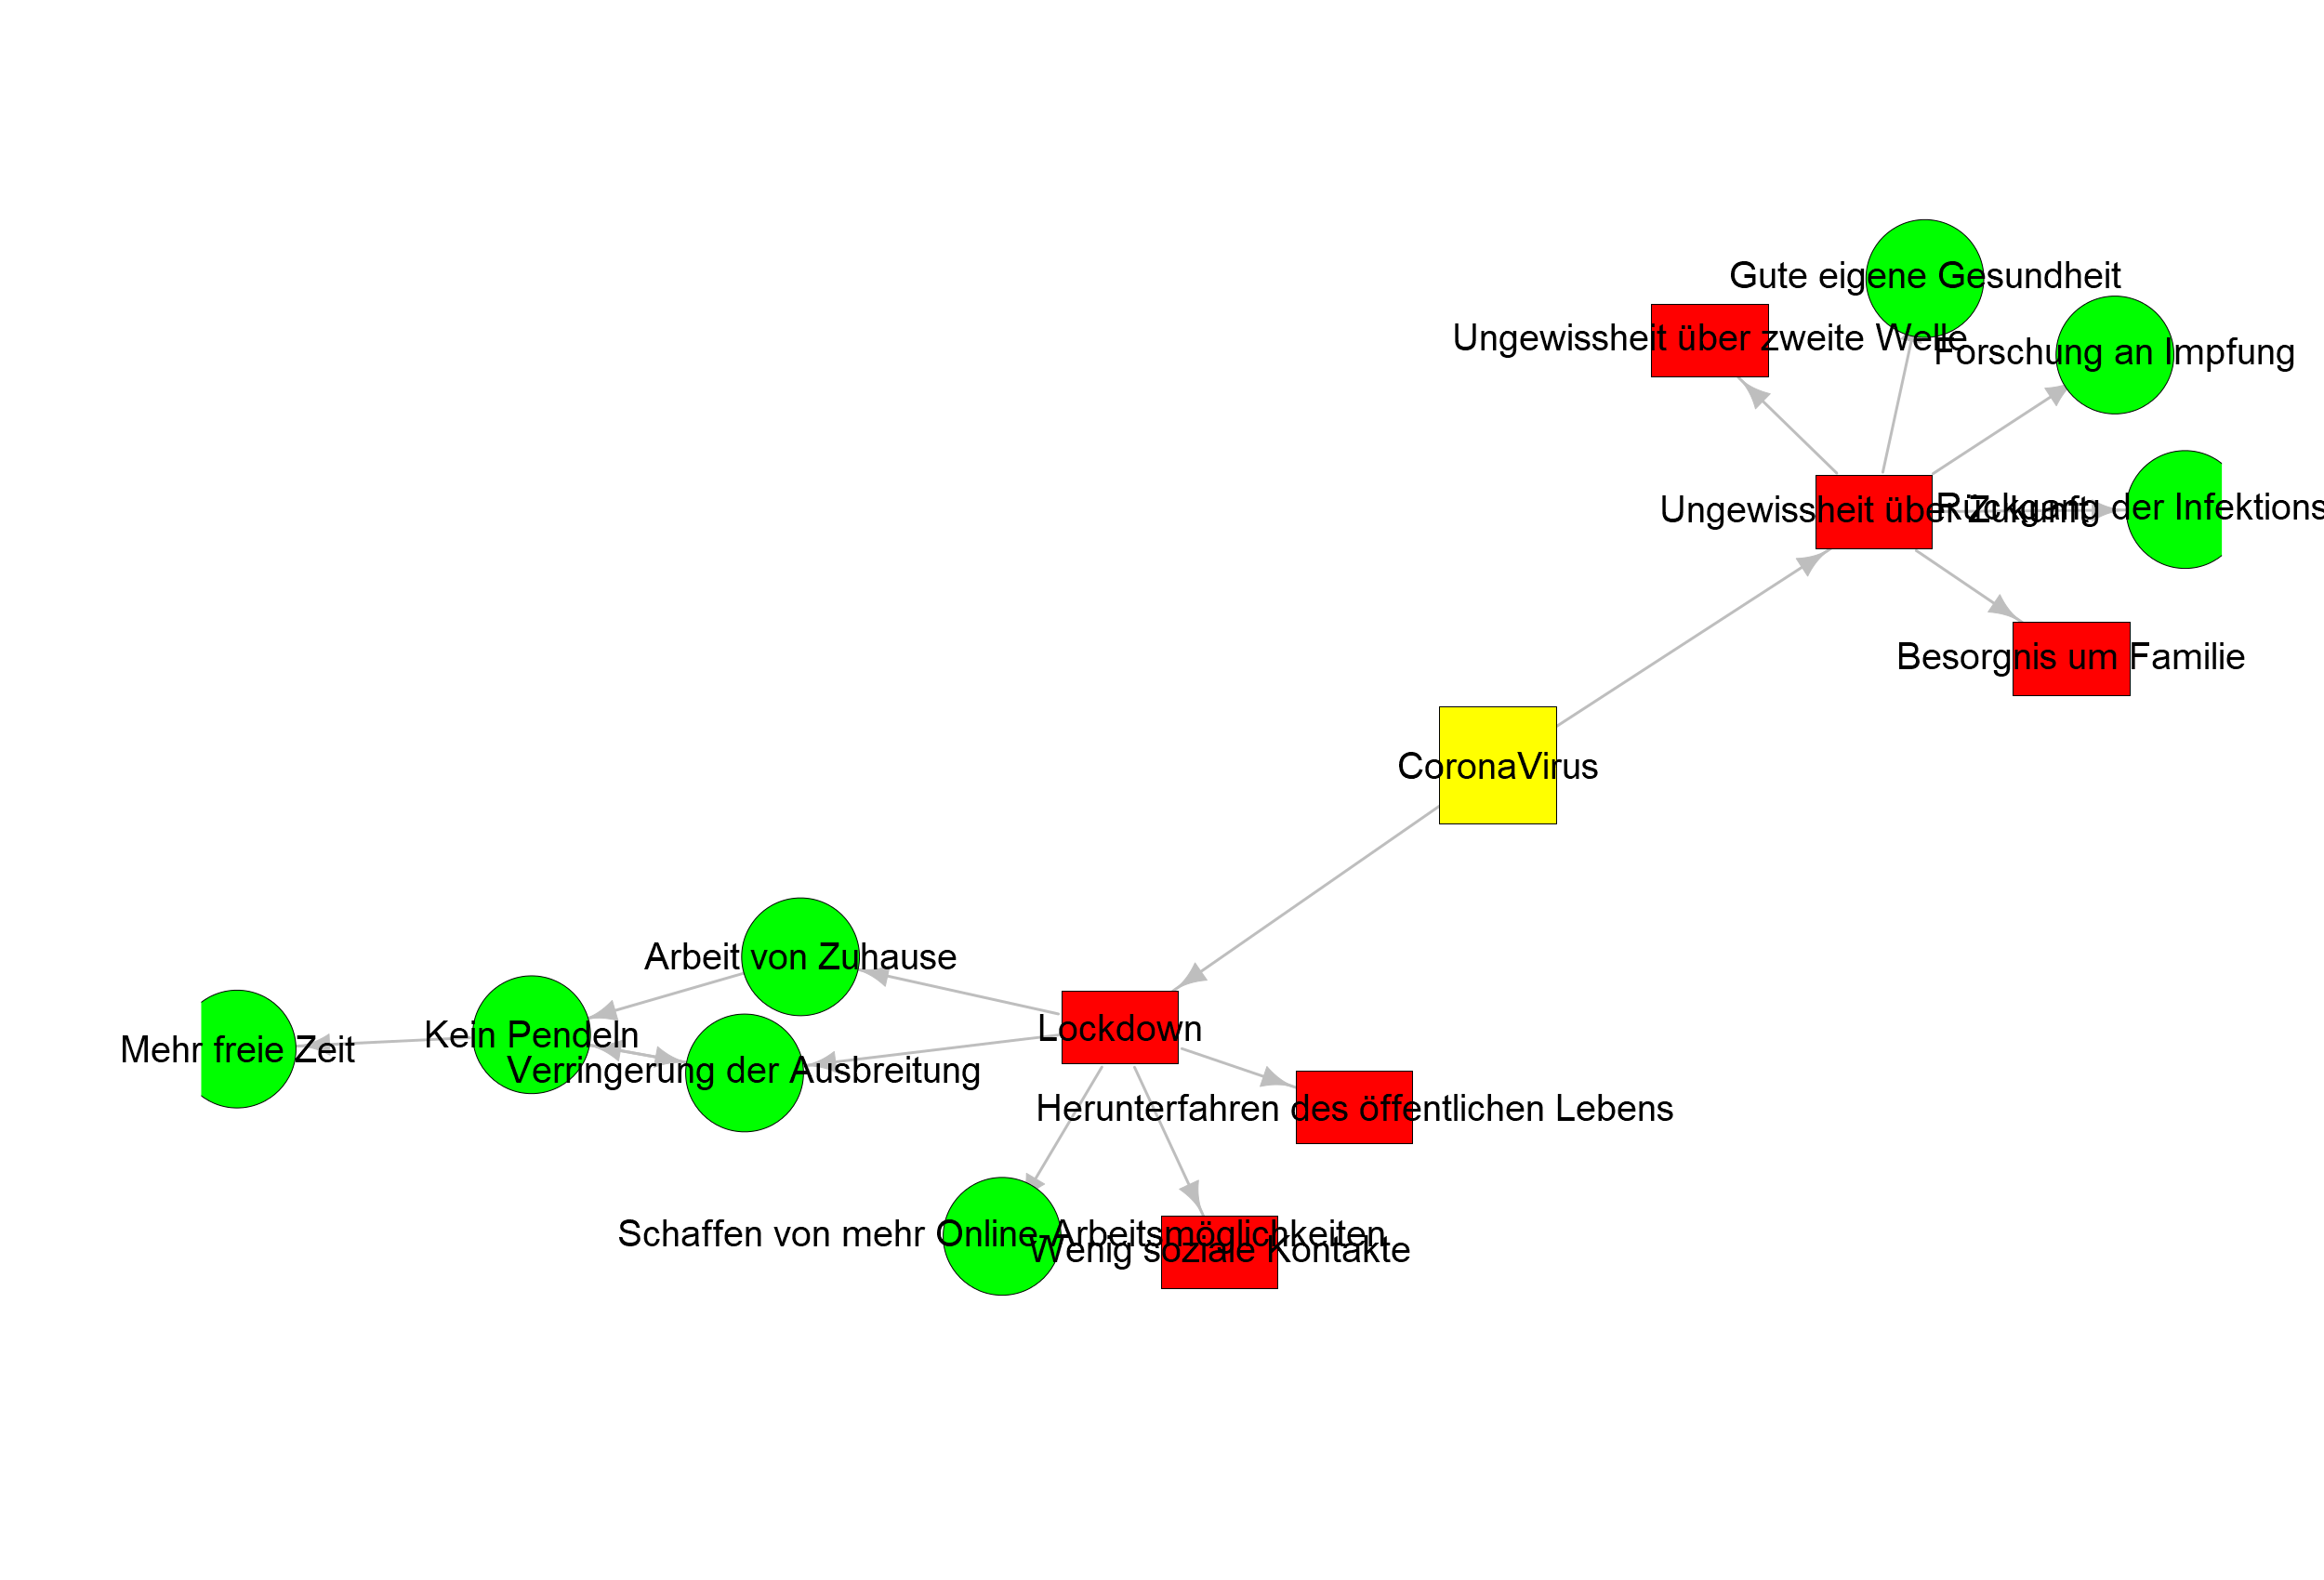 Gute eigene Gesundheit
Ungewissheit über zweite Welle
Forschung an Impfung
Ungewissheit über Zukunft
Rückgang der Infektions
Besorgnis um Familie
CoronaVirus
Arbeit von Zuhause
Lockdown
Kein Pendeln
Mehr freie Zeit
Verringerung der Ausbreitung
Herunterfahren des öffentlichen Lebens
Schaffen von mehr Online-Arbeitsmöglichkeiten
Wenig soziale Kontakte